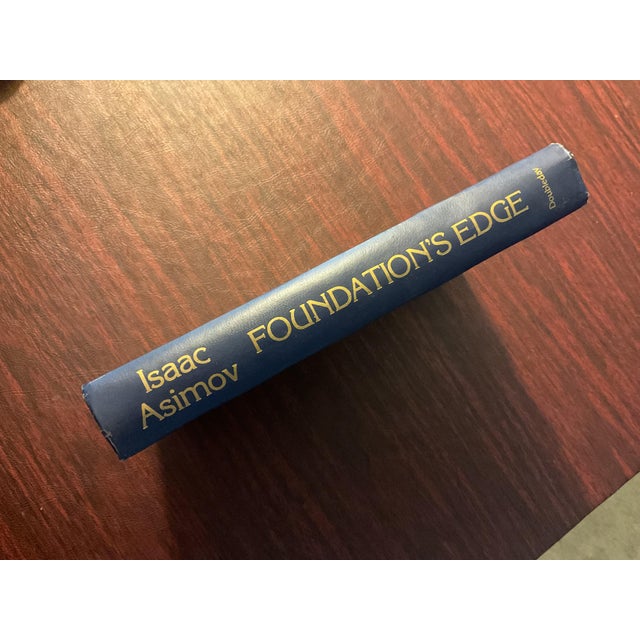 Isaac
Asimov
FOUNDATION'S EDGE
Doubleday